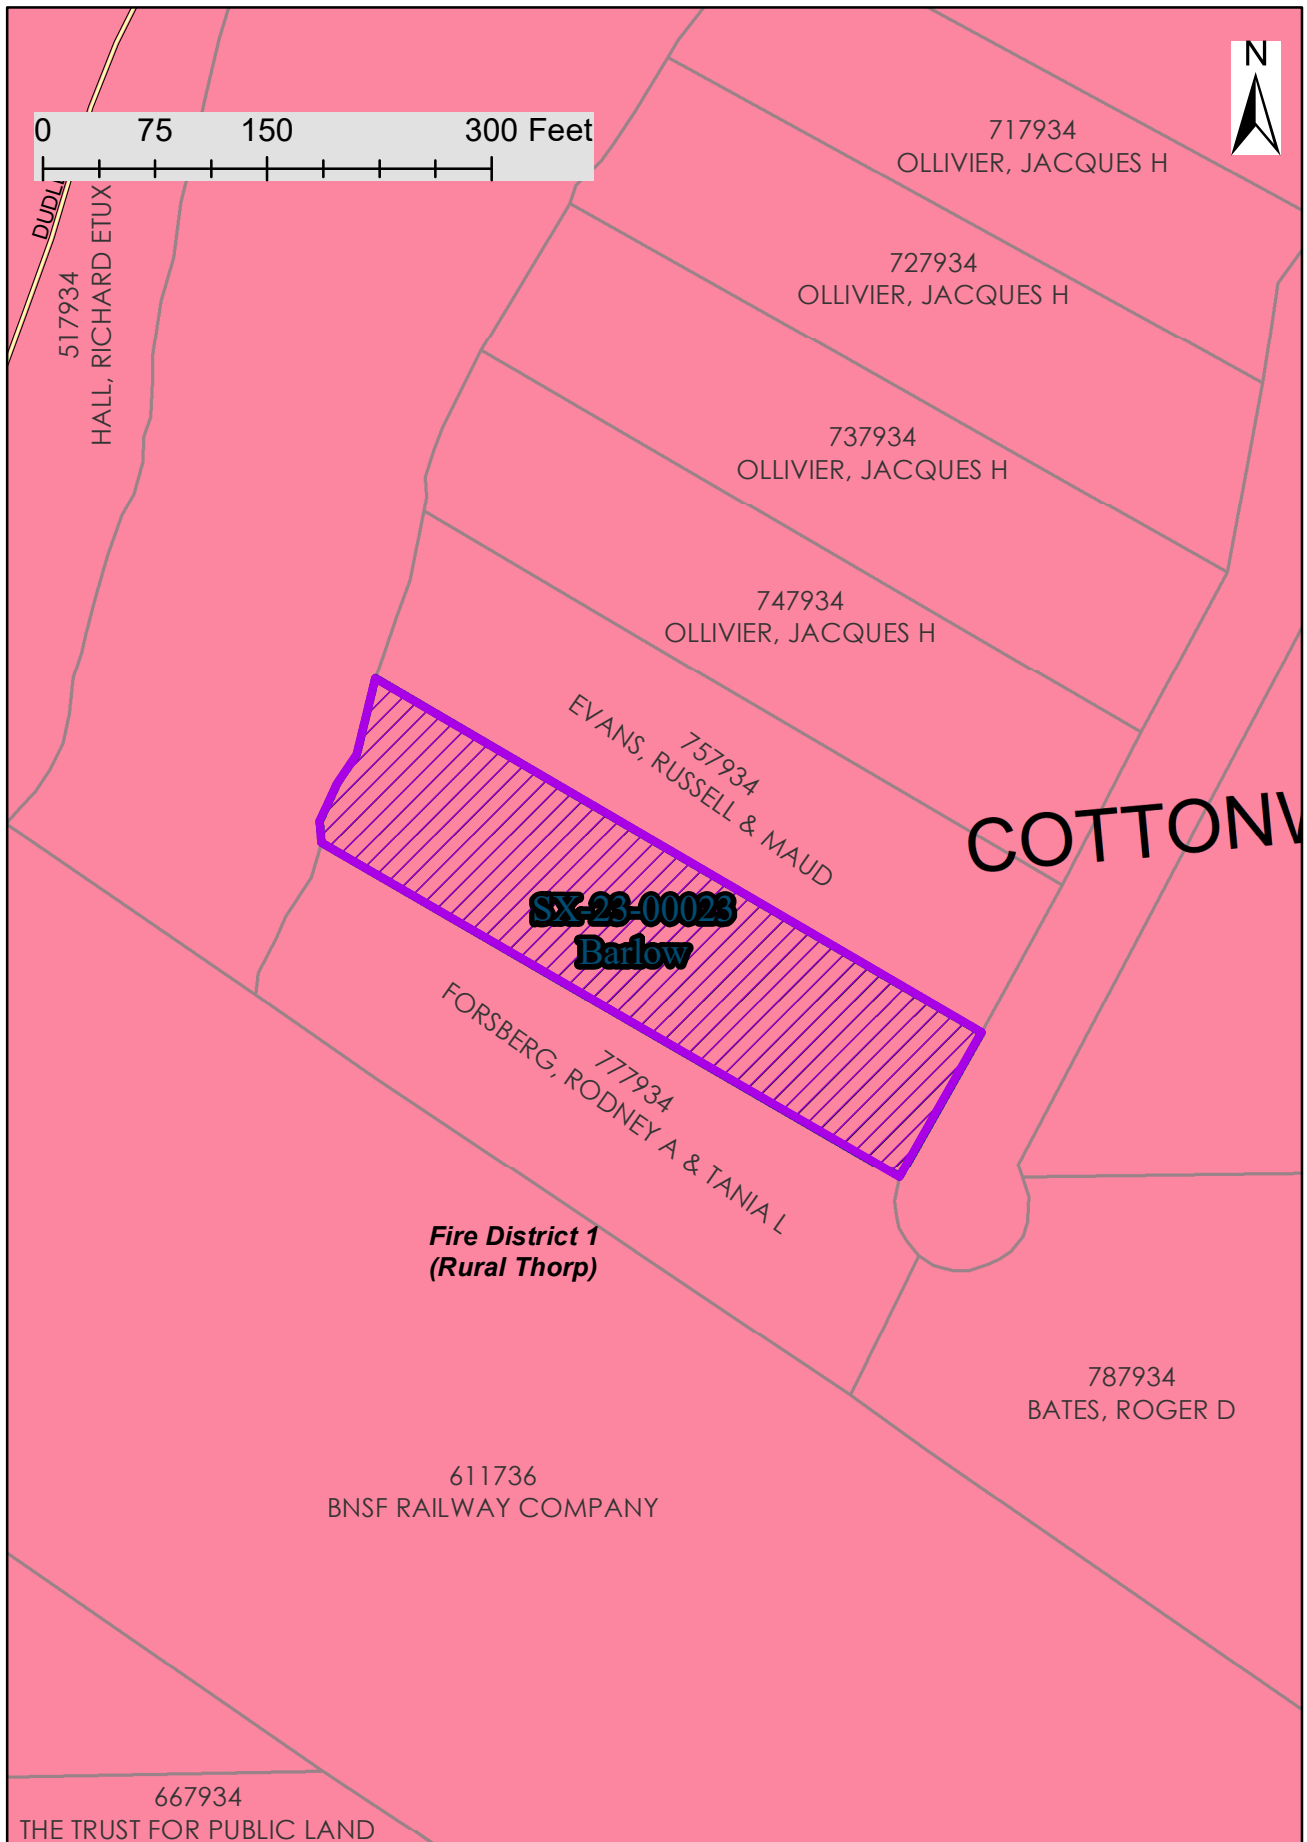 N
0 75 150 300 Feet
717934
OLLIVIER, JACQUES H
727934
OLLIVIER, JACQUES H
517934
HALL, RICHARD ETUX
737934
OLLIVIER, JACQUES H
747934
OLLIVIER, JACQUES H
757934
EVANS, RUSSELL & MAUD
SX-23-00023
Barlow
777934
FORSBERG, RODNEY A & TANIA L
Fire District 1
(Rural Thorp)
787934
BATES, ROGER D
611736
BNSF RAILWAY COMPANY
667934
THE TRUST FOR PUBLIC LAND